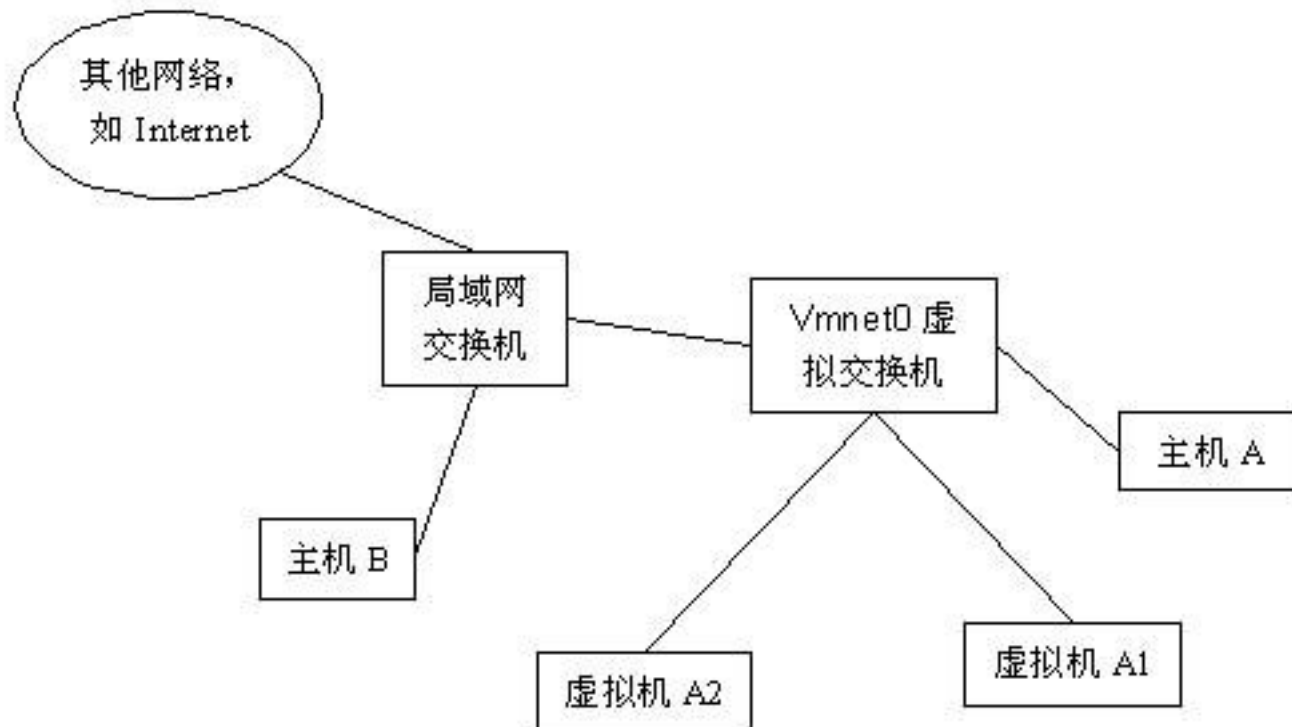 其他网络，
如 Internet
局域网
交换机
Vmnet0 虚
拟交换机
主机 A
主机 B
虚拟机 A2
虚拟机 A1